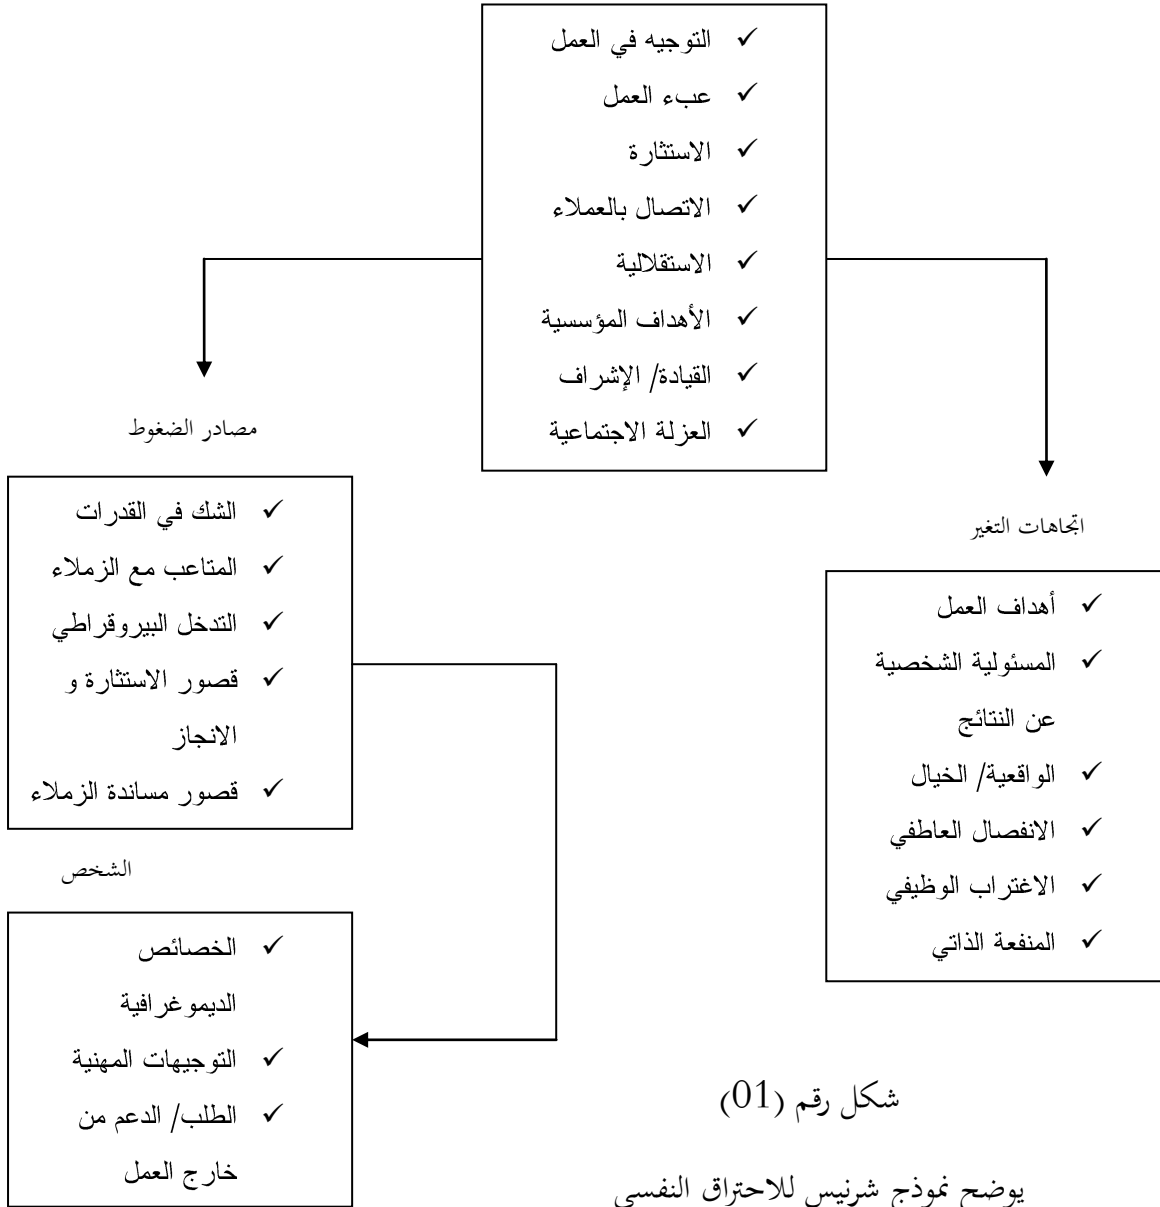 ✓ التوجيه في العمل
✓ عبء العمل
✓ الاستثارة
✓ الاتصال بالعملاء
✓ الاستقلالية
✓ الأهداف المؤسسية
✓ القيادة/ الإشراف
✓ العزلة الاجتماعية
مصادر الضغوط
✓ الشك في القدرات
✓ المتاعب مع الزملاء
✓ التدخل البيروقراطي
✓ قصور الاستثارة و
الانجاز
✓ قصور مساندة الزملاء
اتجاهات التغير
✓ أهداف العمل
✓ المسئولية الشخصية
عن النتائج
✓ الواقعية/ الخيال
✓ الانفصال العاطفي
✓ الاغتراب الوظيفي
✓ المنفعة الذاتي
الشخص
✓ الخصائص
الديموغرافية
✓ التوجيهات المهنية
✓ الطلب/ الدعم من
خارج العمل
شكل رقم (01)
يوضح نموذج شرنيس للاحتراق النفسي